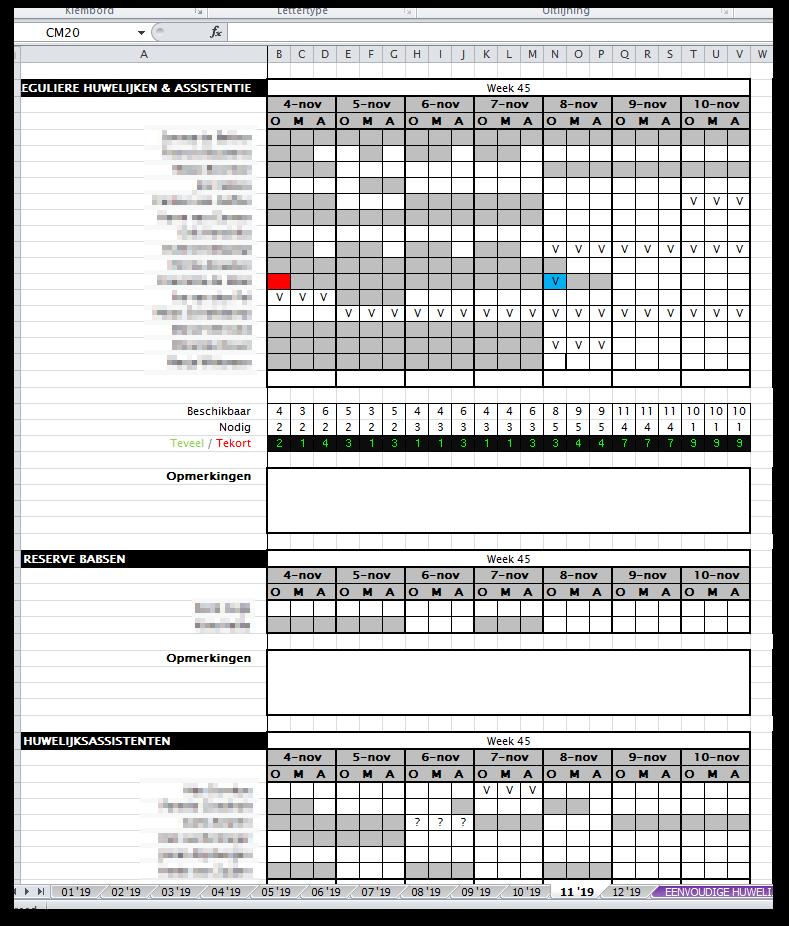 Klembord Lettertype Uitlijning
CM20 fx
A B C D E F G H I J K L M N O P Q R S T U V W
EGULIERE HUWELIJKEN & ASSISTENTIE Week 45
4-nov 5-nov 6-nov 7-nov 8-nov 9-nov 10-nov
O M A O M A O M A O M A O M A O M A O M A
V V V
V V V V V V V V V
V
V V V
V V V V V V V V V V V V V V V V V V
V V V
Beschikbaar 4 3 6 5 3 5 4 4 6 4 4 6 8 9 9 11 11 11 10 10 10
Nodig 2 2 2 2 2 2 3 3 3 3 3 3 5 5 5 4 4 4 1 1 1
Teveel / Tekort 2 1 4 3 1 3 1 1 3 1 1 3 3 4 4 7 7 7 9 9 9
Opmerkingen
RESERVE BABSEN Week 45
4-nov 5-nov 6-nov 7-nov 8-nov 9-nov 10-nov
O M A O M A O M A O M A O M A O M A O M A
Opmerkingen
HUWELIJKSASSISTENTEN Week 45
4-nov 5-nov 6-nov 7-nov 8-nov 9-nov 10-nov
O M A O M A O M A O M A O M A O M A O M A
V V V
? ? ?
01 '19 02 '19 03 '19 04 '19 05 '19 06 '19 07 '19 08 '19 09 '19 10 '19 11 '19 12 '19 EENVOUDIGE HUWELI